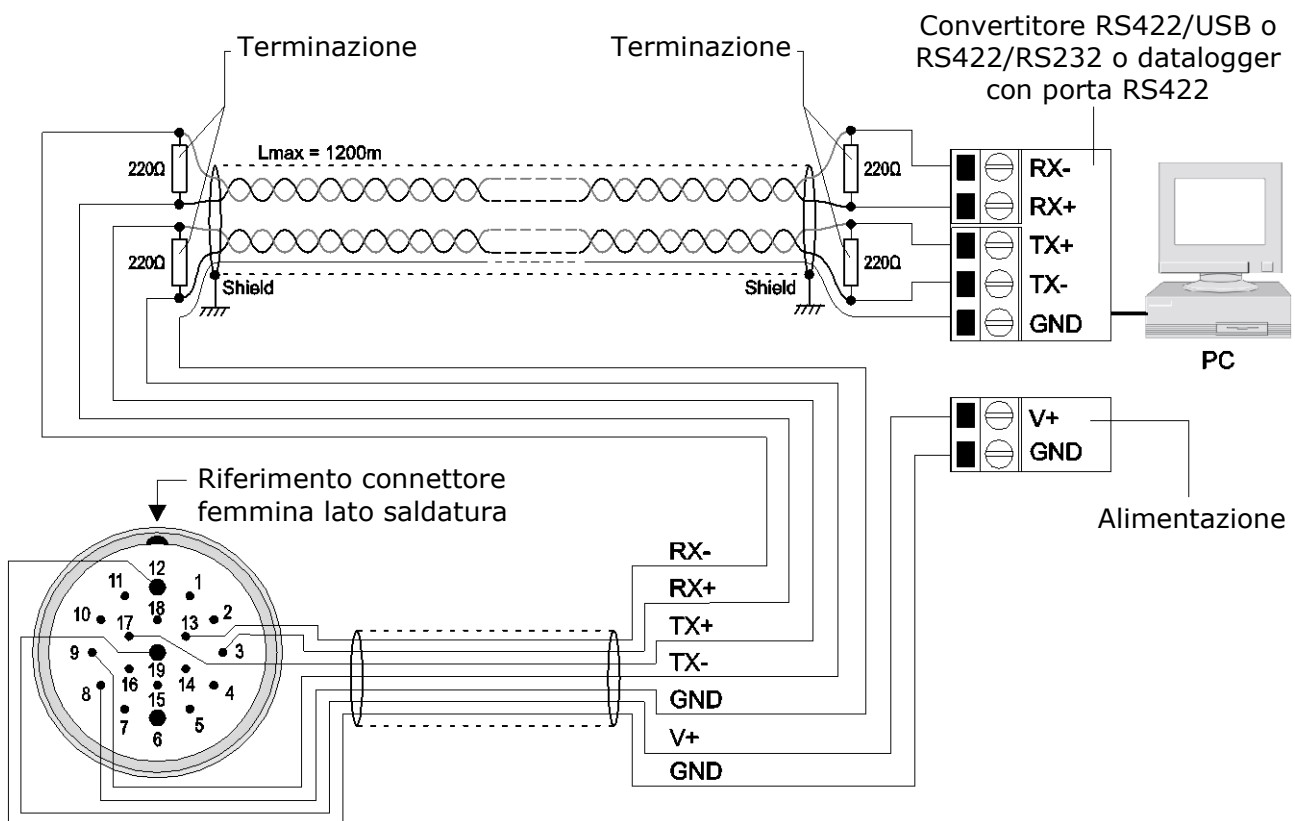 Terminazione
Terminazione
Convertitore RS422/USB o
RS422/RS232 o datalogger
con porta RS422
220Ω
Lmax = 1200m
220Ω
RX-
RX+
220Ω
220Ω
TX+
TX-
GND
Shield
Shield
PC
V+
GND
Riferimento connettore
femmina lato saldatura
Alimentazione
12
11
1
10
18
2
17
13
9
3
19
16
14
8
4
15
7
5
6
RX-
RX+
TX+
TX-
GND
V+
GND